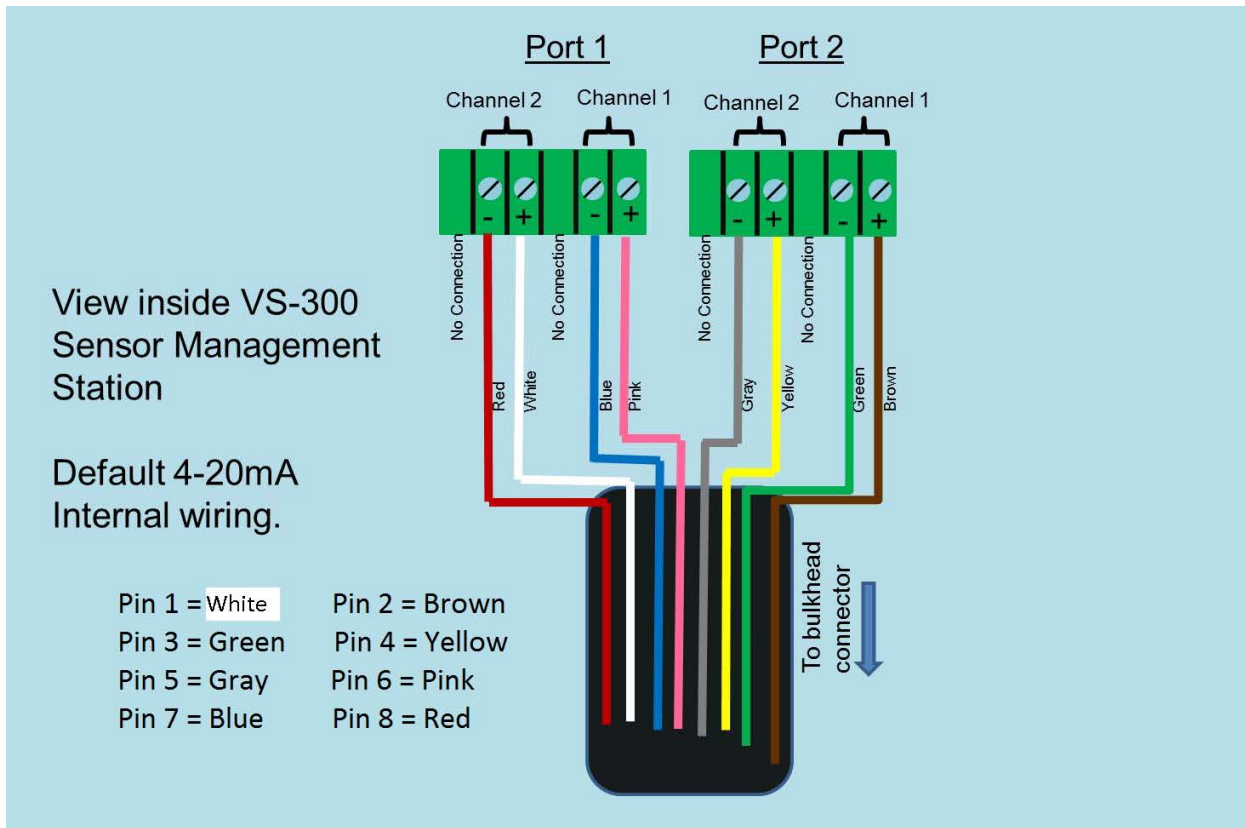 Port 1 Port 2
Channel 2 Channel 1 Channel 2 Channel 1
- + - + - + - +
No Connection No Connection No Connection No Connection
Red White Blue Pink Gray Yellow Green Brown
View inside VS-300
Sensor Management
Station
Default 4-20mA
Internal wiring.
Pin 1 = White Pin 2 = Brown
Pin 3 = Green Pin 4 = Yellow
Pin 5 = Gray Pin 6 = Pink
Pin 7 = Blue Pin 8 = Red
To bulkhead
connector